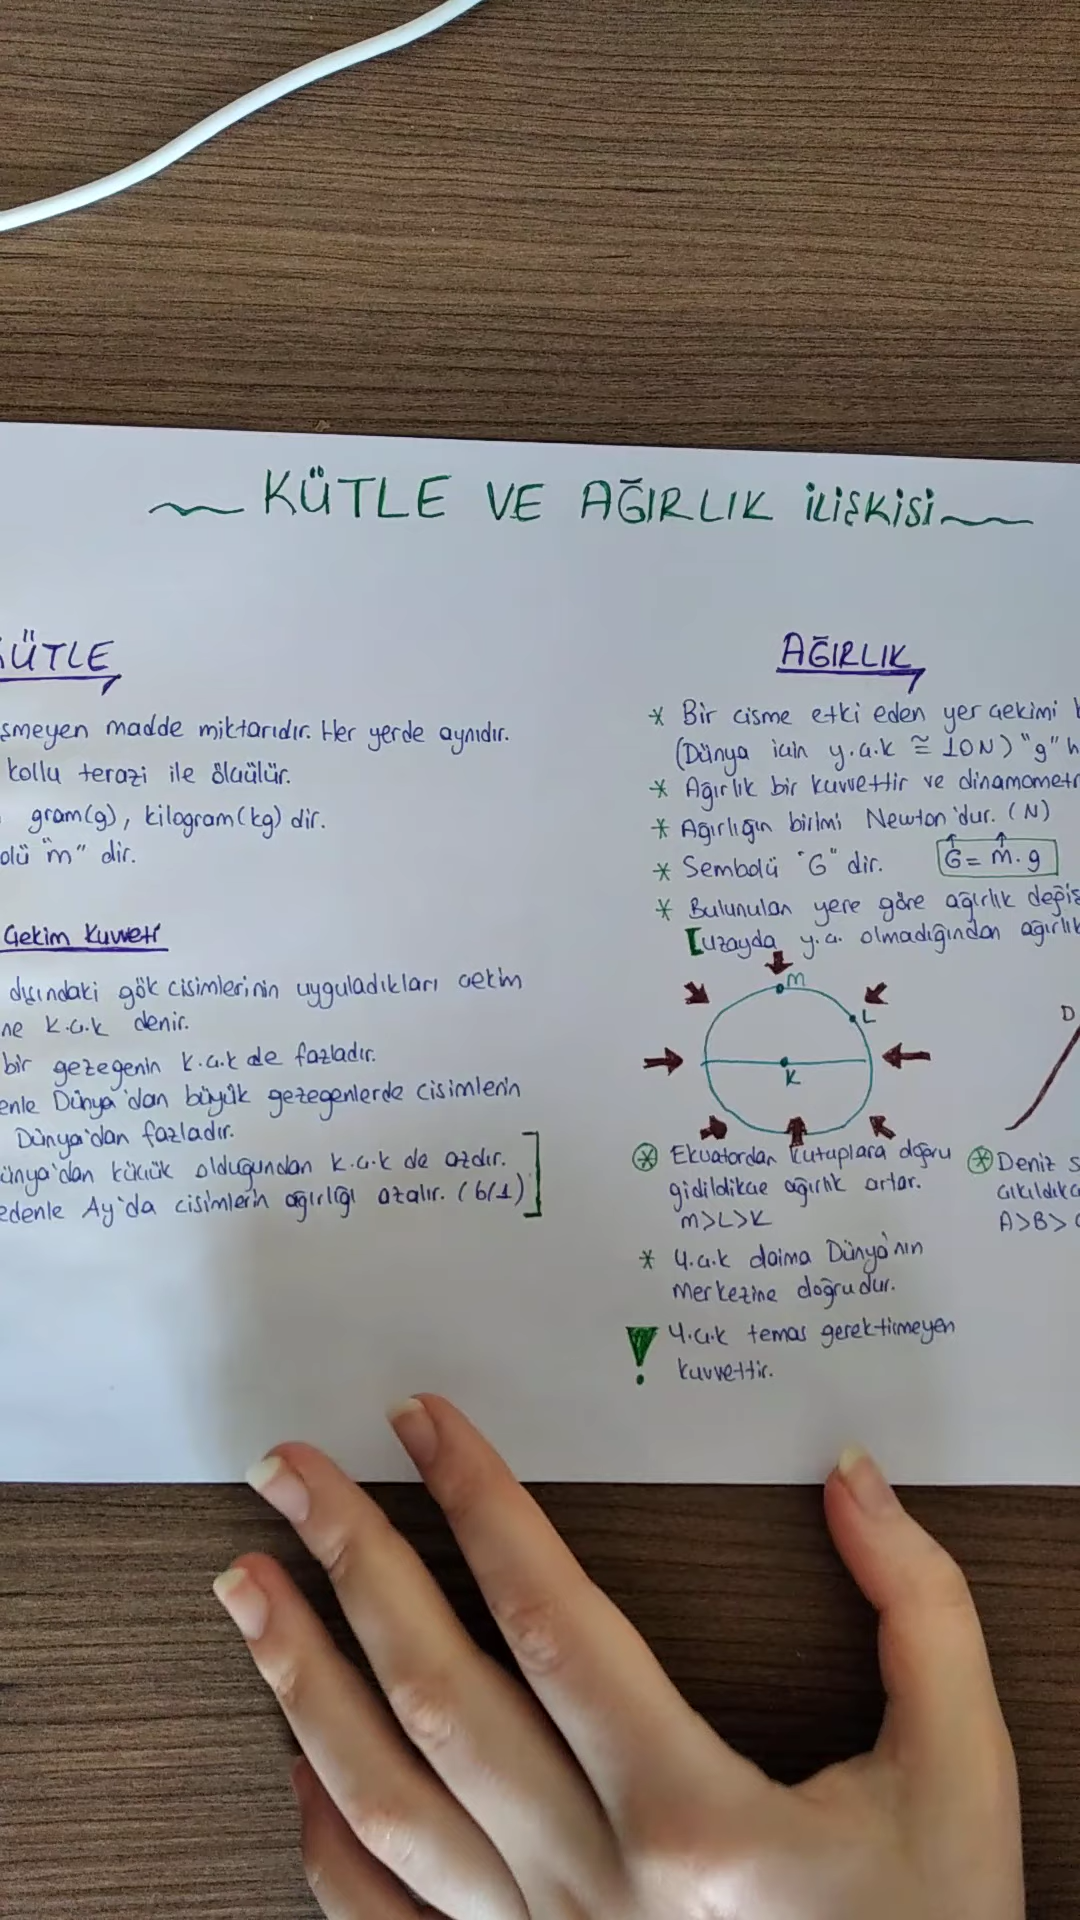 KÜTLE VE AĞIRLIK İLİŞKİSİ
KÜTLE
şmeyen madde miktarıdır. Her yerde aynıdır.
kollu terazi ile ölçülür.
gram(g), kilogram(kg) dir.
olü "m" dir.
Çekim Kuvveti
dışındaki gök cisimlerinin uyguladıkları çekim
ne k.ç.k denir.
bir gezegenin k.ç.k de fazladır.
enle Dünya'dan büyük gezegenlerde cisimlerin
Dünya'dan fazladır.
ünya'dan küçük olduğundan k.ç.k de azdır.
edenle Ay'da cisimlerin ağırlığı azalır. (6/1)
AĞIRLIK
* Bir cisme etki eden yer çekimi k
(Dünya için y.ç.k ≅ 10N) "g" h
* Ağırlık bir kuvvettir ve dinamometr
* Ağırlığın birimi Newton'dur. (N)
* Sembolü "G" dir. G = m.g
* Bulunulan yere göre ağırlık değiş
[uzayda y.ç. olmadığından ağırlık
M
L
K
D
* Ekvatordan kutuplara doğru
gidildikçe ağırlık artar.
M>L>K
* Y.ç.k daima Dünya'nın
merkezine doğrudur.
! Y.ç.k temas gerektirmeyen
kuvvettir.
* Deniz s
çıkıldıkç
A>B>C